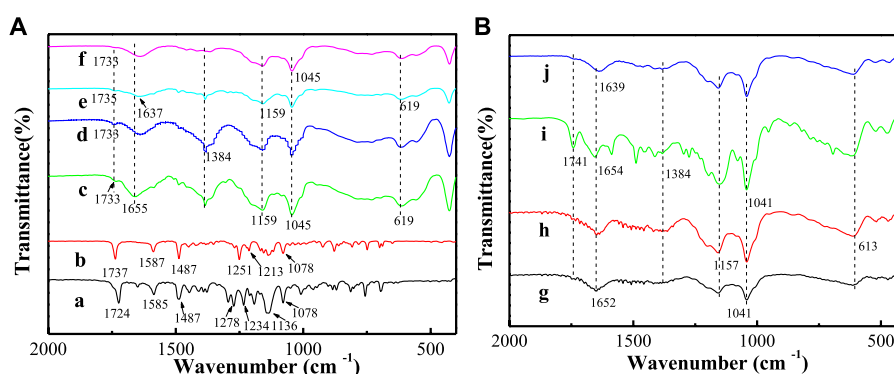 A
B
Transmittance(%)
f
1733
1045
e
1735
1637
1159
619
d
1733
1384
c
1733
1655
1159
1045
619
b
1737
1587
1487
1251
1213
1078
a
1724
1585
1487
1278
1234
1136
1078
2000
1500
1000
500
Wavenumber (cm -1)
Transmittance(%)
j
1639
i
1741
1654
1384
1041
h
1157
613
g
1652
1041
2000
1500
1000
500
Wavenumber (cm -1)